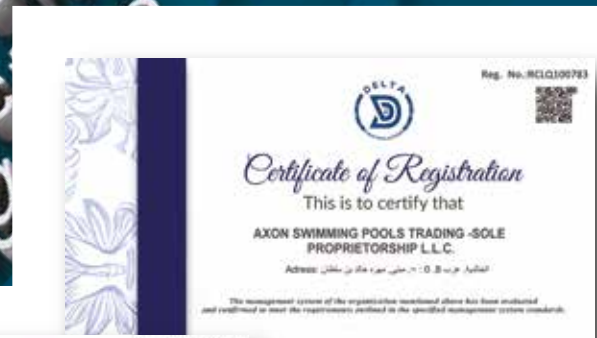 Reg. No.:RCLQ100783
DELTA
Certificate of Registration
This is to certify that
AXON SWIMMING POOLS TRADING -SOLE
PROPRIETORSHIP L.L.C.
Adress:
The management system of the organization mentioned above has been evaluated
and confirmed to meet the requirements outlined in the specified management system standards.